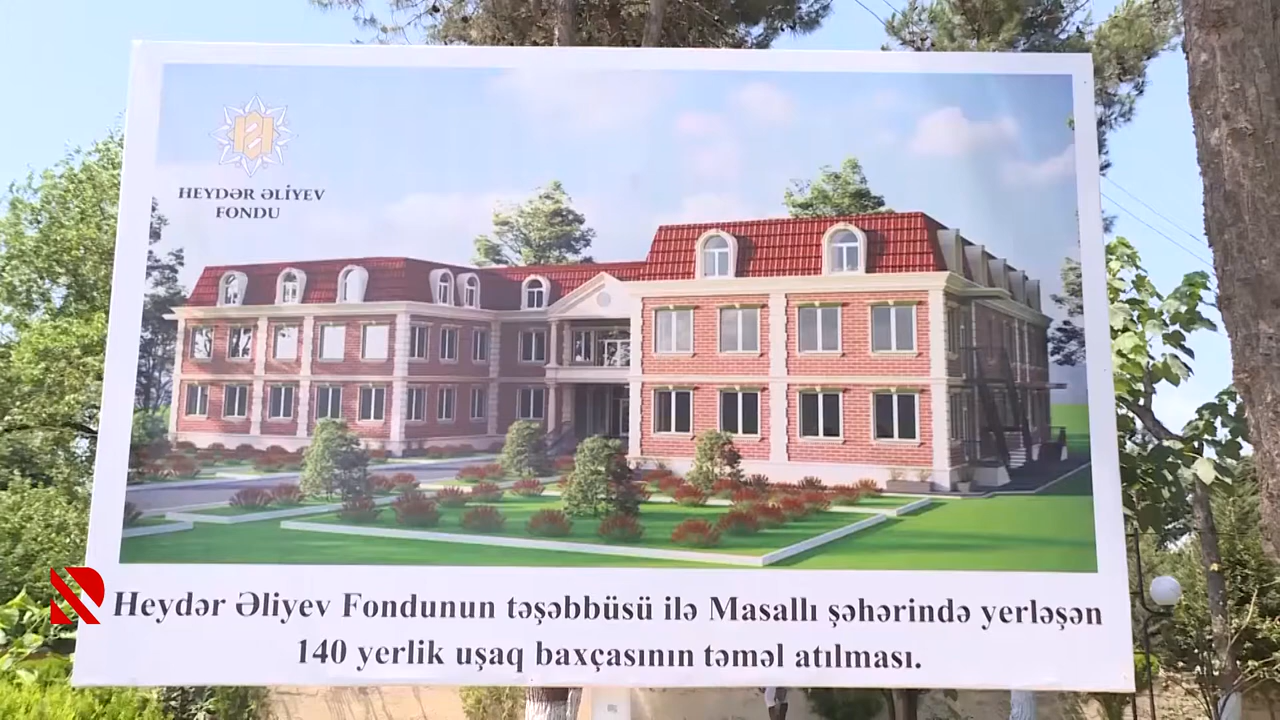 HEYDƏR ƏLİYEV
FONDU
Heydər Əliyev Fondunun təşəbbüsü ilə Masallı şəhərində yerləşən
140 yerlik uşaq baxçasının təməl atılması.